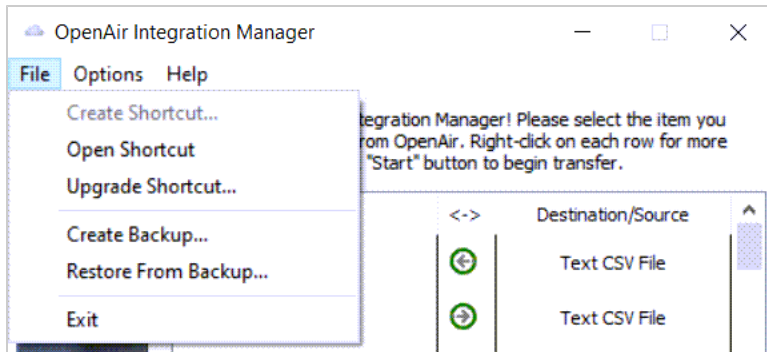 OpenAir Integration Manager
File Options Help
Create Shortcut...
Open Shortcut
Upgrade Shortcut...
Create Backup...
Restore From Backup...
Exit
tegration Manager! Please select the item you
rom OpenAir. Right-click on each row for more
"Start" button to begin transfer.
<-> Destination/Source
Text CSV File
Text CSV File